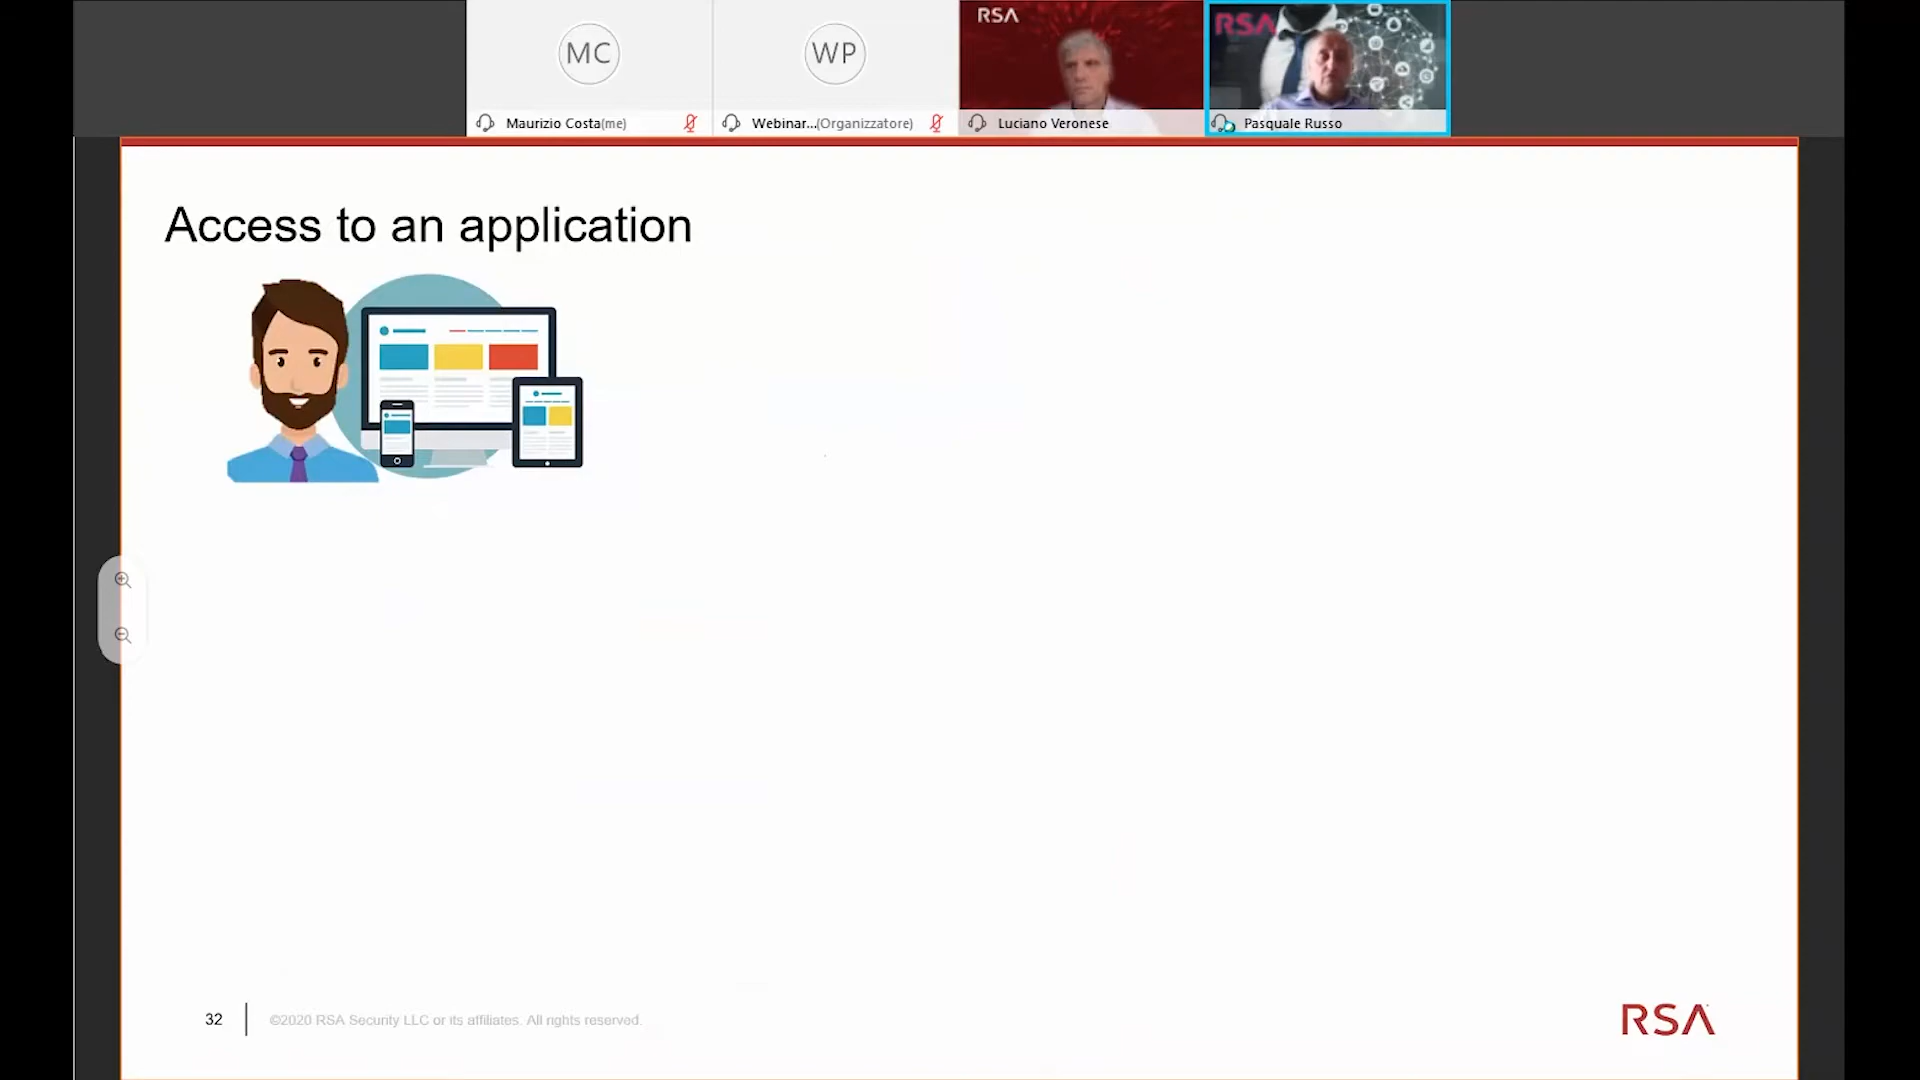 MC
WP
RSA
RSA
Maurizio Costa(me)
Webinar...(Organizzatore)
Luciano Veronese
Pasquale Russo
Access to an application
32
©2020 RSA Security LLC or its affiliates. All rights reserved.
RSA